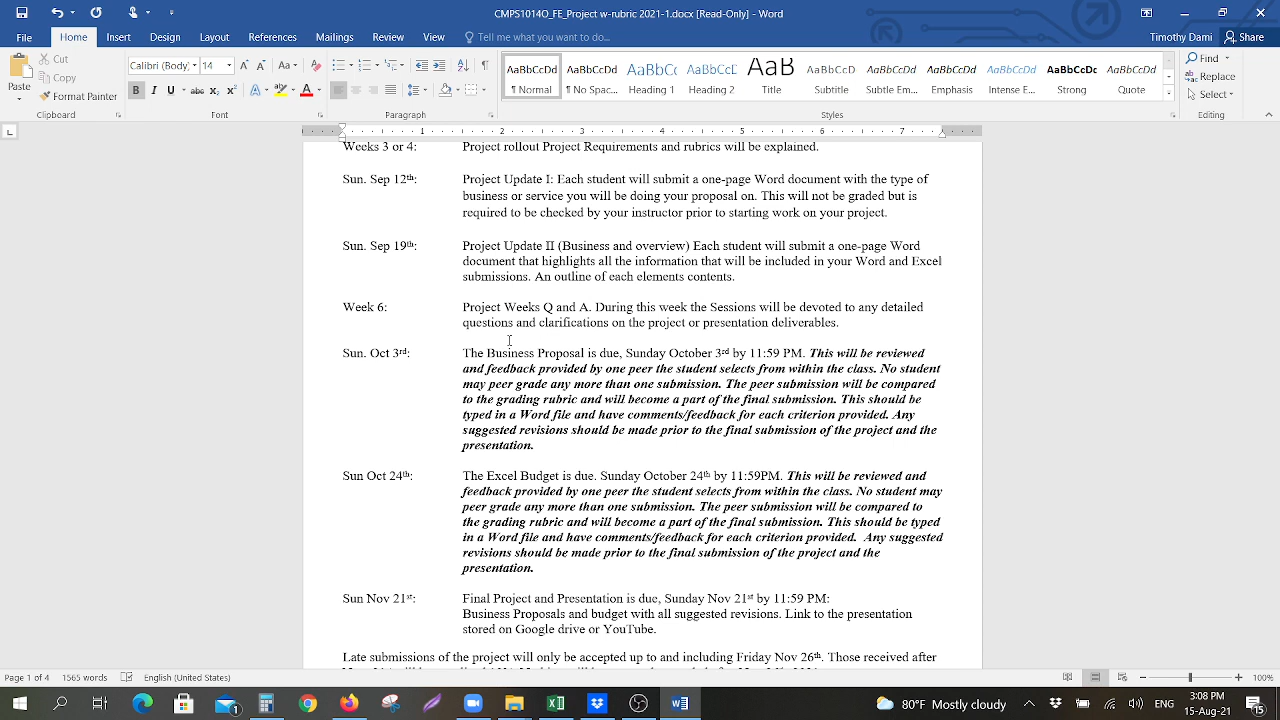 CMPS1014O_FE_Project w-rubric 2021-1.docx [Read-Only] - Word
File Home Insert Design Layout References Mailings Review View Tell me what you want to do... Timothy Dami Share
Paste
Cut
Copy
Format Painter
Clipboard
Calibri (Body) 14
Font
Paragraph
AaBbCcDd AaBbCcDd AaBbCc AaBbCcD AaB AaBbCcDd AaBbCcDd AaBbCcDd AaBbCcDd AaBbCcDc AaBbCcDd
¶ Normal ¶ No Spac... Heading 1 Heading 2 Title Subtitle Subtle Em... Emphasis Intense E... Strong Quote
Styles
Find
Replace
Select
Editing
1 2 3 4 5 6 7
Weeks 3 or 4: Project rollout Project Requirements and rubrics will be explained.
Sun. Sep 12th: Project Update I: Each student will submit a one-page Word document with the type of
business or service you will be doing your proposal on. This will not be graded but is
required to be checked by your instructor prior to starting work on your project.
Sun. Sep 19th: Project Update II (Business and overview) Each student will submit a one-page Word
document that highlights all the information that will be included in your Word and Excel
submissions. An outline of each elements contents.
Week 6: Project Weeks Q and A. During this week the Sessions will be devoted to any detailed
questions and clarifications on the project or presentation deliverables.
Sun. Oct 3rd: The Business Proposal is due, Sunday October 3rd by 11:59 PM. This will be reviewed
and feedback provided by one peer the student selects from within the class. No student
may peer grade any more than one submission. The peer submission will be compared
to the grading rubric and will become a part of the final submission. This should be
typed in a Word file and have comments/feedback for each criterion provided. Any
suggested revisions should be made prior to the final submission of the project and the
presentation.
Sun Oct 24th: The Excel Budget is due. Sunday October 24th by 11:59PM. This will be reviewed and
feedback provided by one peer the student selects from within the class. No student may
peer grade any more than one submission. The peer submission will be compared to
the grading rubric and will become a part of the final submission. This should be typed
in a Word file and have comments/feedback for each criterion provided. Any suggested
revisions should be made prior to the final submission of the project and the
presentation.
Sun Nov 21st: Final Project and Presentation is due, Sunday Nov 21st by 11:59 PM:
Business Proposals and budget with all suggested revisions. Link to the presentation
stored on Google drive or YouTube.
Late submissions of the project will only be accepted up to and including Friday Nov 26th. Those received after
Page 1 of 4 1565 words English (United States) 100%
80°F Mostly cloudy 3:08 PM
15-Aug-21